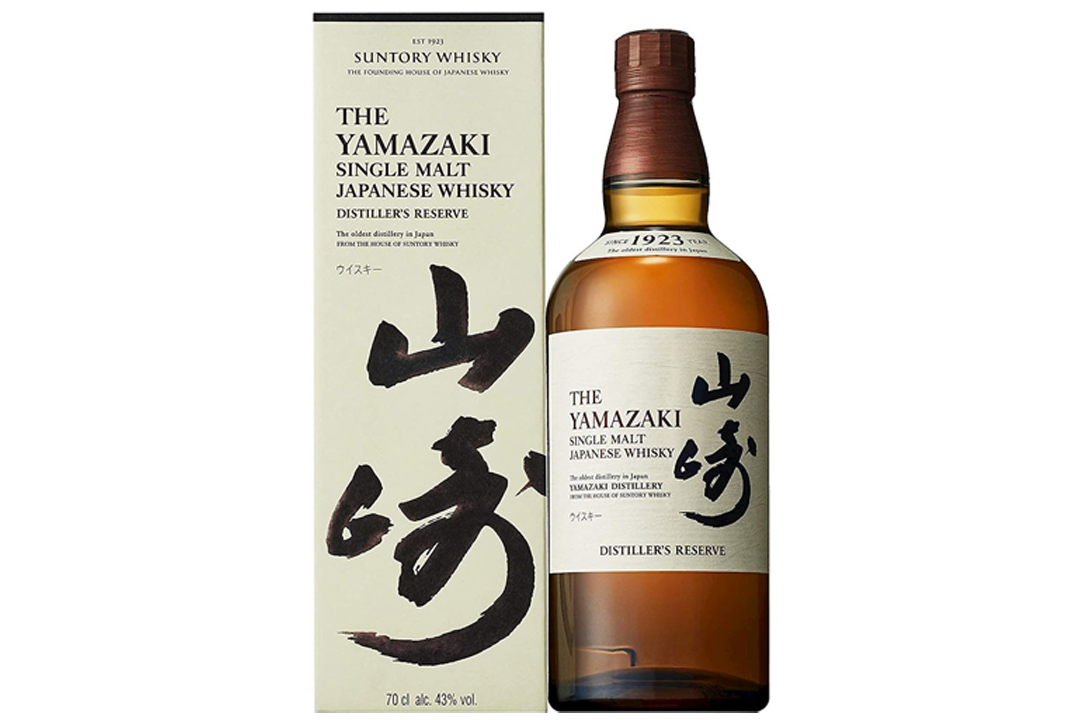 EST 1923
SUNTORY WHISKY
THE FOUNDING HOUSE OF JAPANESE WHISKY
THE
YAMAZAKI
SINGLE MALT
JAPANESE WHISKY
DISTILLER'S RESERVE
The oldest distillery in Japan
FROM THE HOUSE OF SUNTORY WHISKY
ウイスキー
山
崎
70 cl alc. 43% vol.
SINCE 1923 YEAR
The oldest distillery in Japan
THE
YAMAZAKI
SINGLE MALT
JAPANESE WHISKY
山
崎
The oldest distillery in Japan
YAMAZAKI DISTILLERY
FROM THE HOUSE OF SUNTORY WHISKY
ウイスキー
DISTILLER'S RESERVE